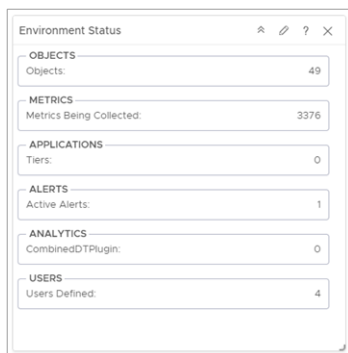 Environment Status
OBJECTS
Objects: 49
METRICS
Metrics Being Collected: 3376
APPLICATIONS
Tiers: 0
ALERTS
Active Alerts: 1
ANALYTICS
CombinedDTPlugin: 0
USERS
Users Defined: 4